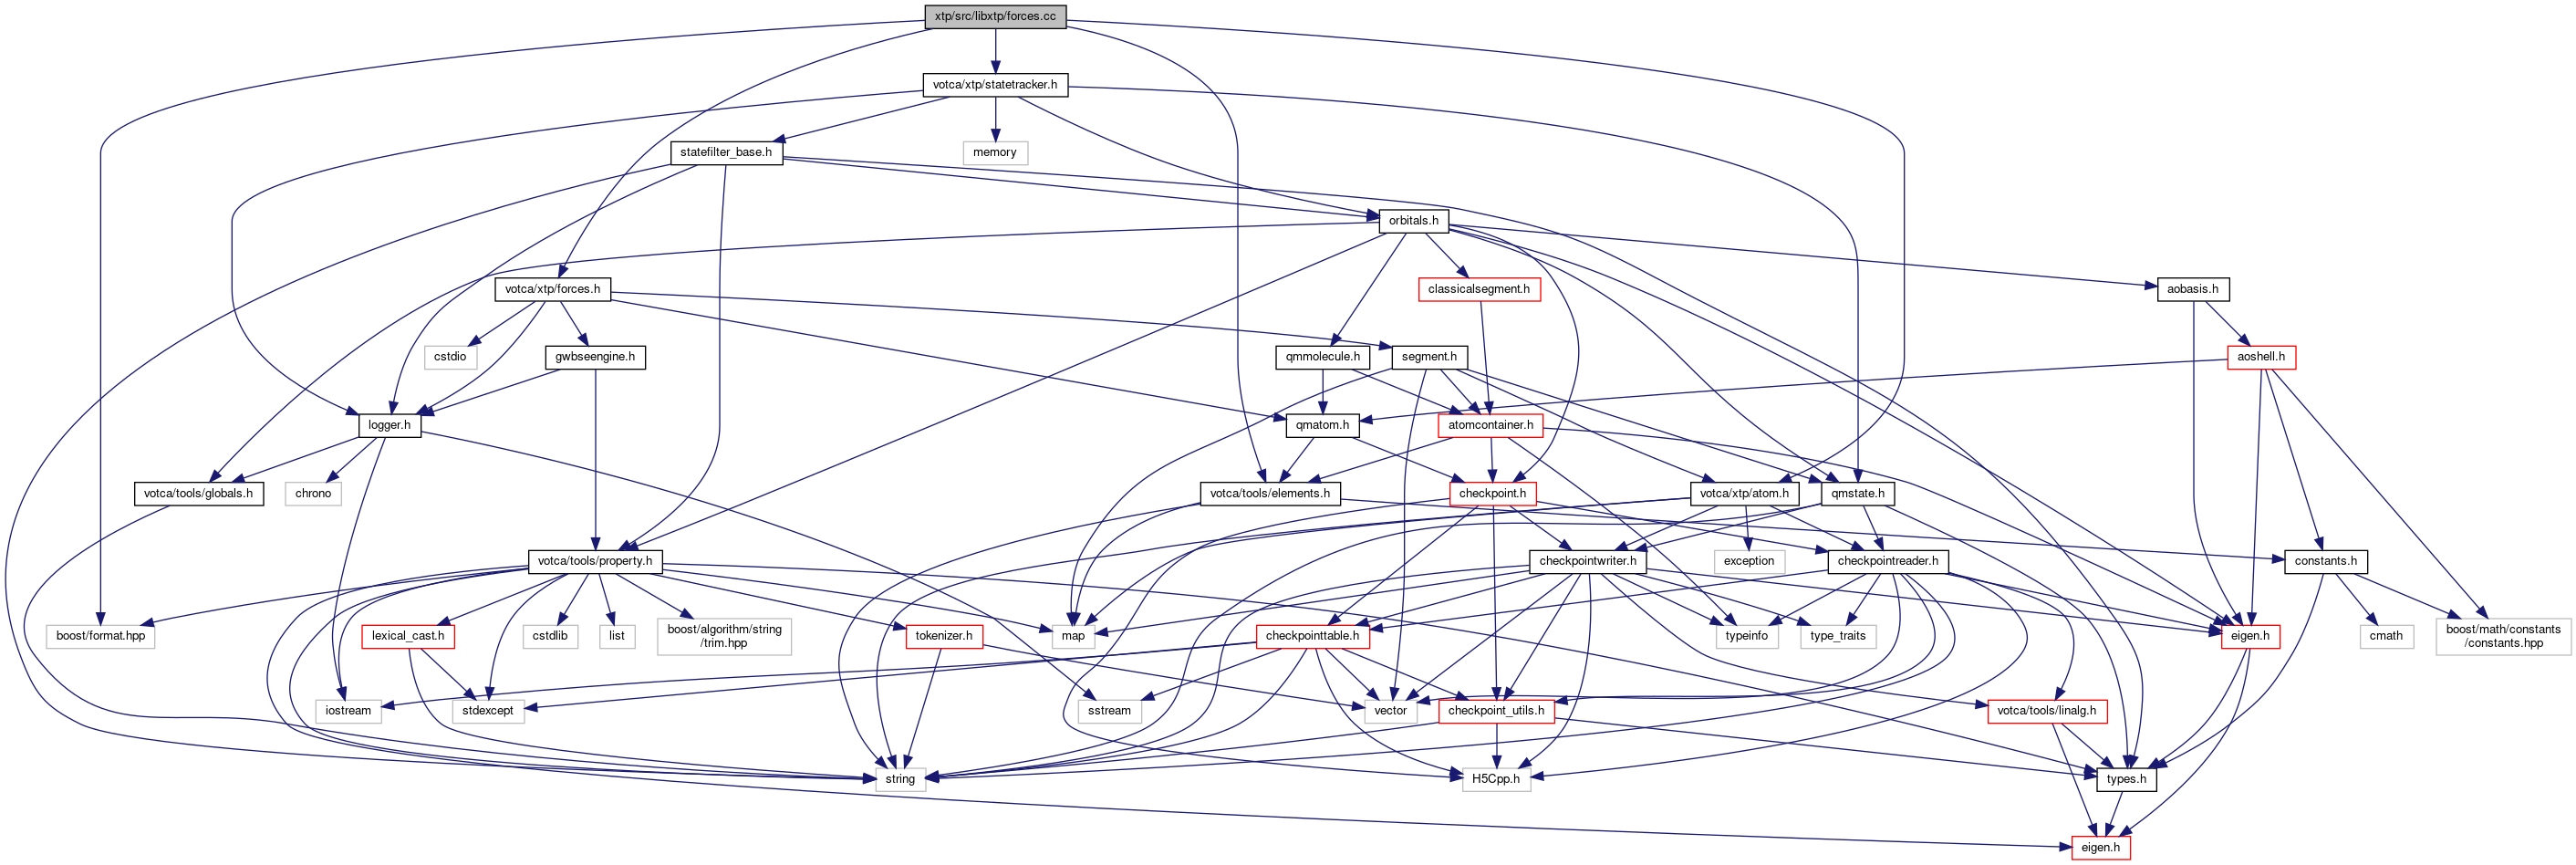 xtp/src/libxtp/forces.cc
votca/xtp/statetracker.h
statefilter_base.h
memory
orbitals.h
votca/xtp/forces.h
classicalsegment.h
aobasis.h
cstdio
gwbseengine.h
qmmolecule.h
segment.h
aoshell.h
logger.h
qmatom.h
atomcontainer.h
votca/tools/globals.h
chrono
votca/tools/elements.h
checkpoint.h
votca/xtp/atom.h
qmstate.h
votca/tools/property.h
checkpointwriter.h
exception
checkpointreader.h
constants.h
boost/format.hpp
lexical_cast.h
cstdlib
list
boost/algorithm/string
/trim.hpp
tokenizer.h
map
checkpointtable.h
typeinfo
type_traits
eigen.h
cmath
boost/math/constants
/constants.hpp
iostream
stdexcept
sstream
vector
checkpoint_utils.h
votca/tools/linalg.h
string
H5Cpp.h
types.h
eigen.h